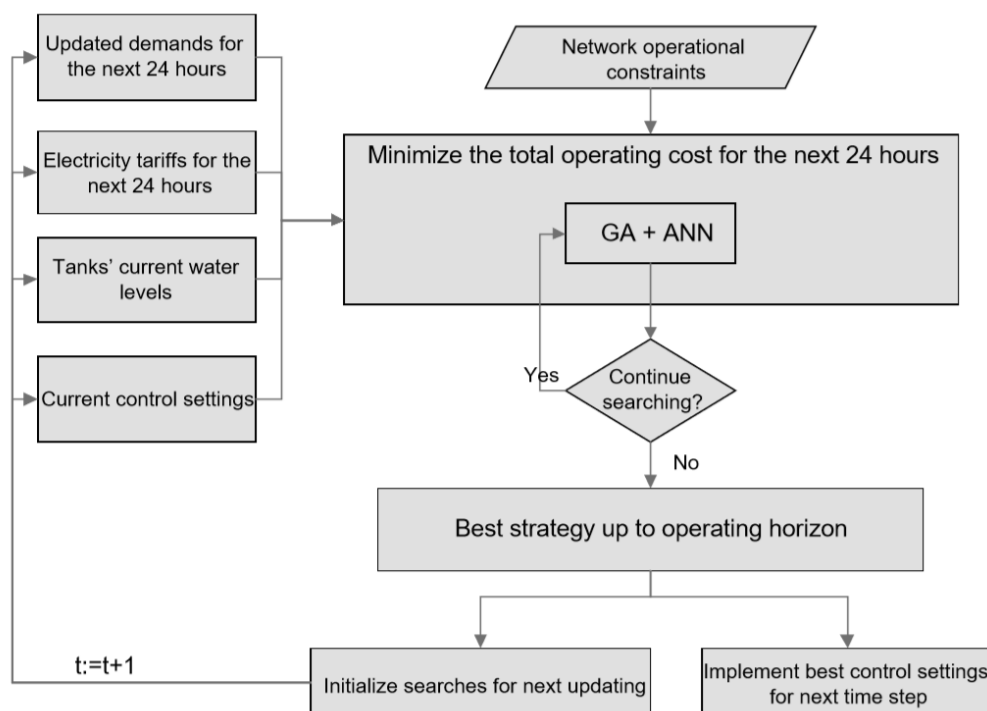 Updated demands for
the next 24 hours
Electricity tariffs for the
next 24 hours
Tanks' current water
levels
Current control settings
Network operational
constraints
Minimize the total operating cost for the next 24 hours
GA + ANN
Yes
Continue
searching?
No
Best strategy up to operating horizon
t:=t+1
Initialize searches for next updating
Implement best control settings
for next time step